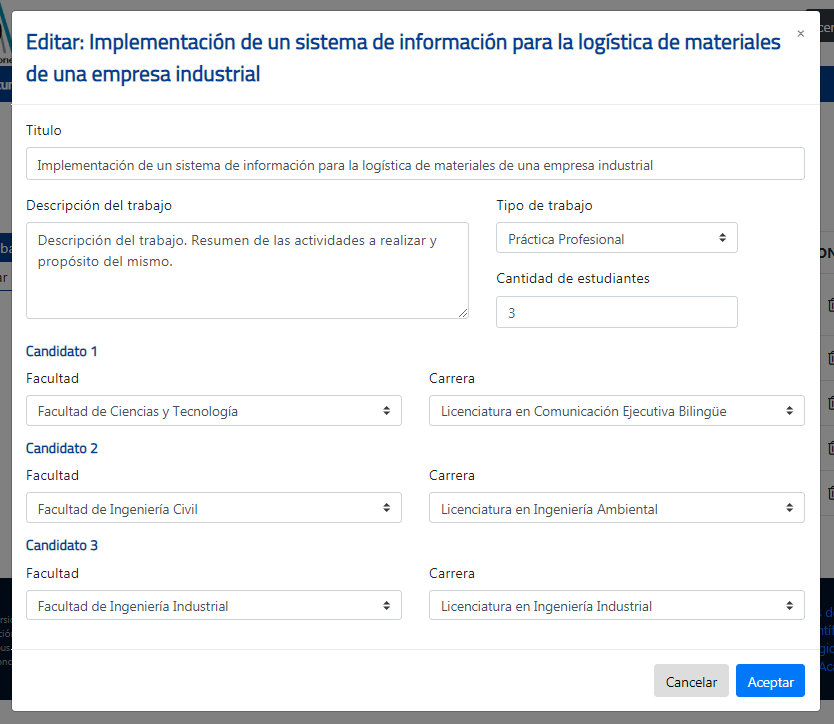 Editar: Implementación de un sistema de información para la logística de materiales
de una empresa industrial
×
Titulo
Implementación de un sistema de información para la logística de materiales de una empresa industrial
Descripción del trabajo
Tipo de trabajo
Descripción del trabajo. Resumen de las actividades a realizar y
propósito del mismo.
Práctica Profesional
Cantidad de estudiantes
3
Candidato 1
Facultad
Carrera
Facultad de Ciencias y Tecnología
Licenciatura en Comunicación Ejecutiva Bilingüe
Candidato 2
Facultad
Carrera
Facultad de Ingeniería Civil
Licenciatura en Ingeniería Ambiental
Candidato 3
Facultad
Carrera
Facultad de Ingeniería Industrial
Licenciatura en Ingeniería Industrial
Cancelar
Aceptar